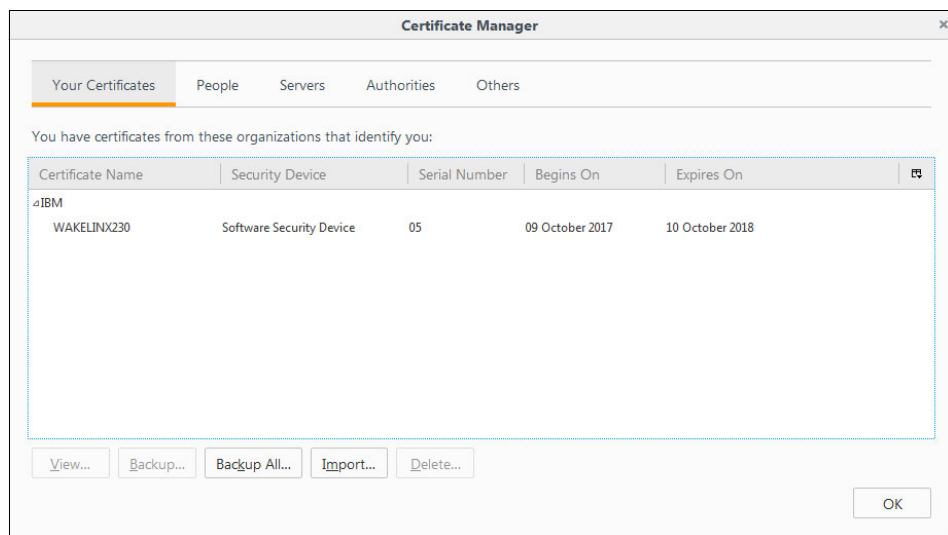 Certificate Manager
Your Certificates People Servers Authorities Others
You have certificates from these organizations that identify you:
Certificate Name Security Device Serial Number Begins On Expires On
IBM
WAKELINX230 Software Security Device 05 09 October 2017 10 October 2018
View... Backup... Backup All... Import... Delete...
OK